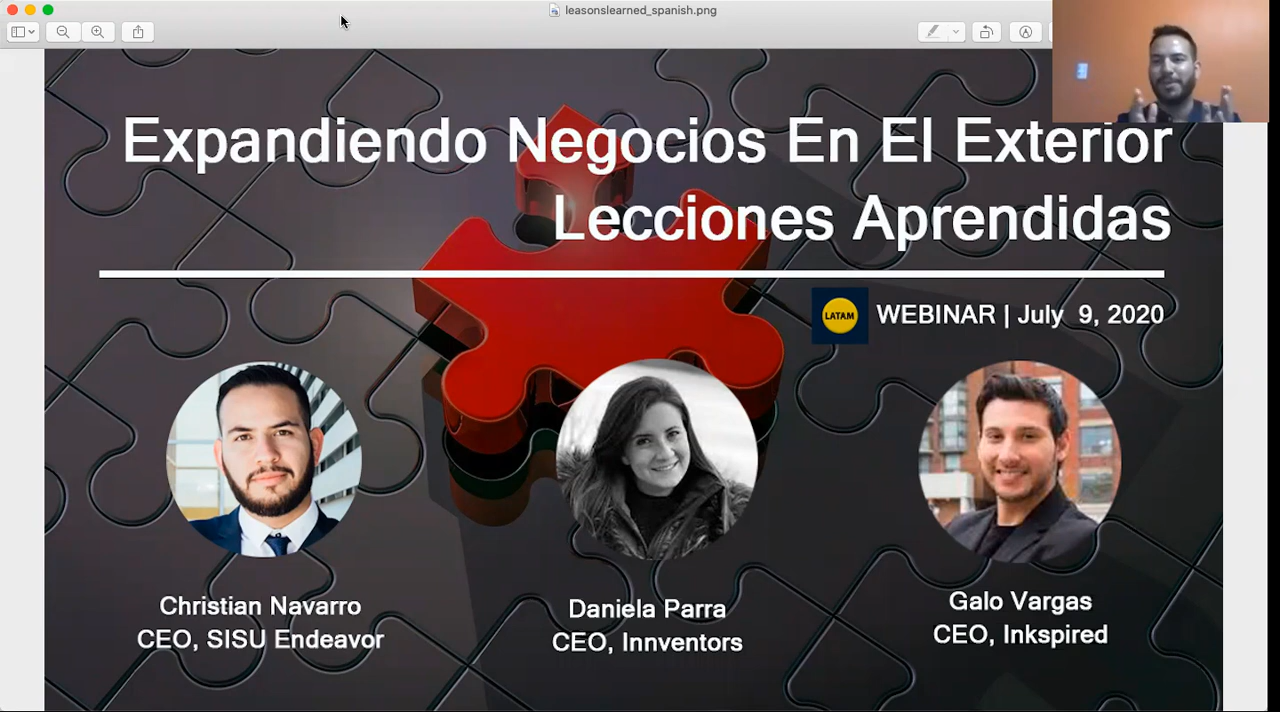 leasonslearned_spanish.png
Expandiendo Negocios En El Exterior
Lecciones Aprendidas
LATAM
WEBINAR | July 9, 2020
Christian Navarro
CEO, SISU Endeavor
Daniela Parra
CEO, Innventors
Galo Vargas
CEO, Inkspired